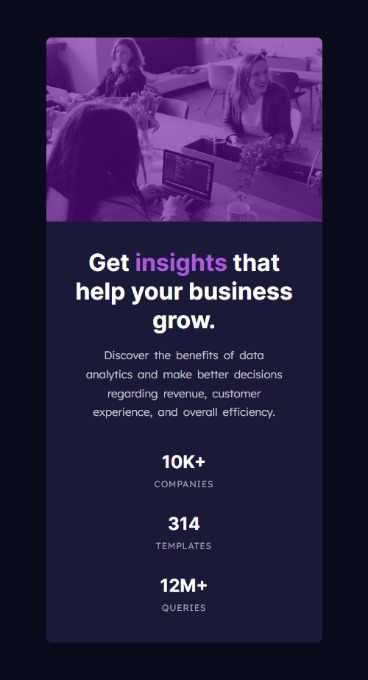 Get insights that
help your business
grow.
Discover the benefits of data
analytics and make better decisions
regarding revenue, customer
experience, and overall efficiency.
10K+
COMPANIES
314
TEMPLATES
12M+
QUERIES